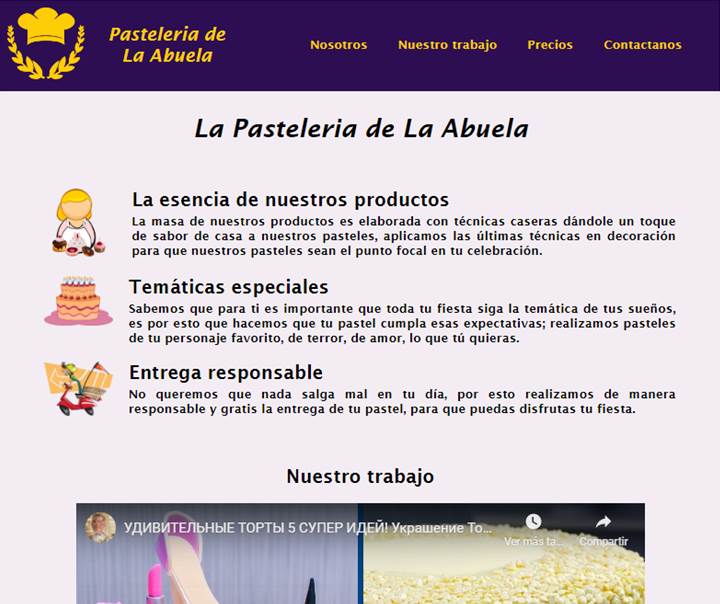 Pasteleria de
La Abuela
Nosotros Nuestro trabajo Precios Contactanos
La Pasteleria de La Abuela
La esencia de nuestros productos
La masa de nuestros productos es elaborada con técnicas caseras dándole un toque
de sabor de casa a nuestros pasteles, aplicamos las últimas técnicas en decoración
para que nuestros pasteles sean el punto focal en tu celebración.
Temáticas especiales
Sabemos que para ti es importante que toda tu fiesta siga la temática de tus sueños,
es por esto que hacemos que tu pastel cumpla esas expectativas; realizamos pasteles
de tu personaje favorito, de terror, de amor, lo que tú quieras.
Entrega responsable
No queremos que nada salga mal en tu día, por esto realizamos de manera
responsable y gratis la entrega de tu pastel, para que puedas disfrutas tu fiesta.
Nuestro trabajo
УДИВИТЕЛЬНЫЕ ТОРТЫ 5 СУПЕР ИДЕЙ! Украшение То...
Ver más ta... Compartir